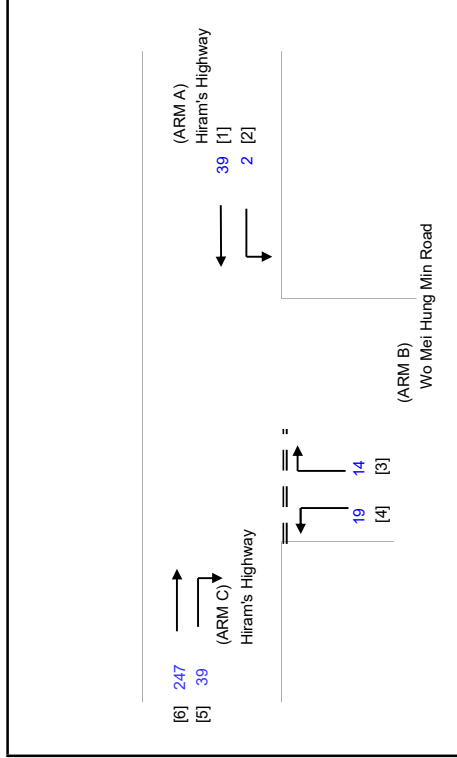 (ARM A)
Hiram's Highway
39 [1]
2 [2]
[6] 247
[5] 39
(ARM C)
Hiram's Highway
14
[3]
19
[4]
(ARM B)
Wo Mei Hung Min Road